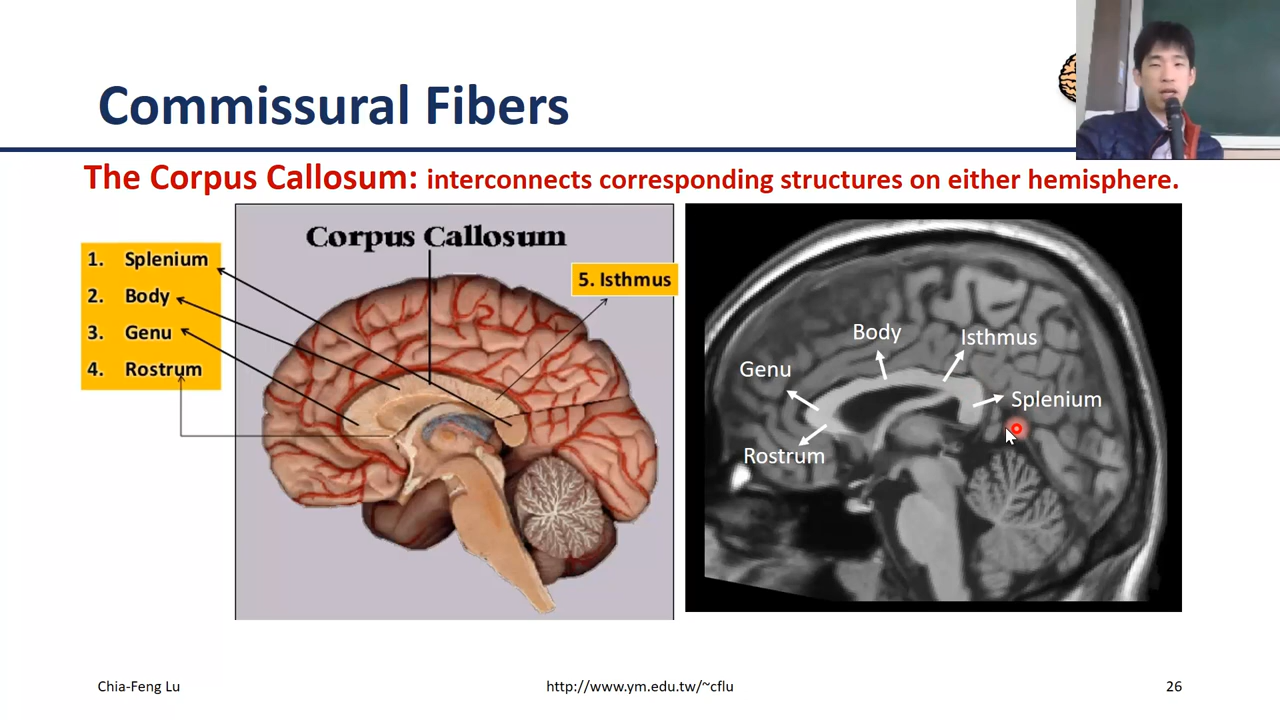 Commissural Fibers
The Corpus Callosum: interconnects corresponding structures on either hemisphere.
1. Splenium
2. Body
3. Genu
4. Rostrum
Corpus Callosum
5. Isthmus
Body
Isthmus
Genu
Splenium
Rostrum
Chia-Feng Lu
http://www.ym.edu.tw/~cflu
26